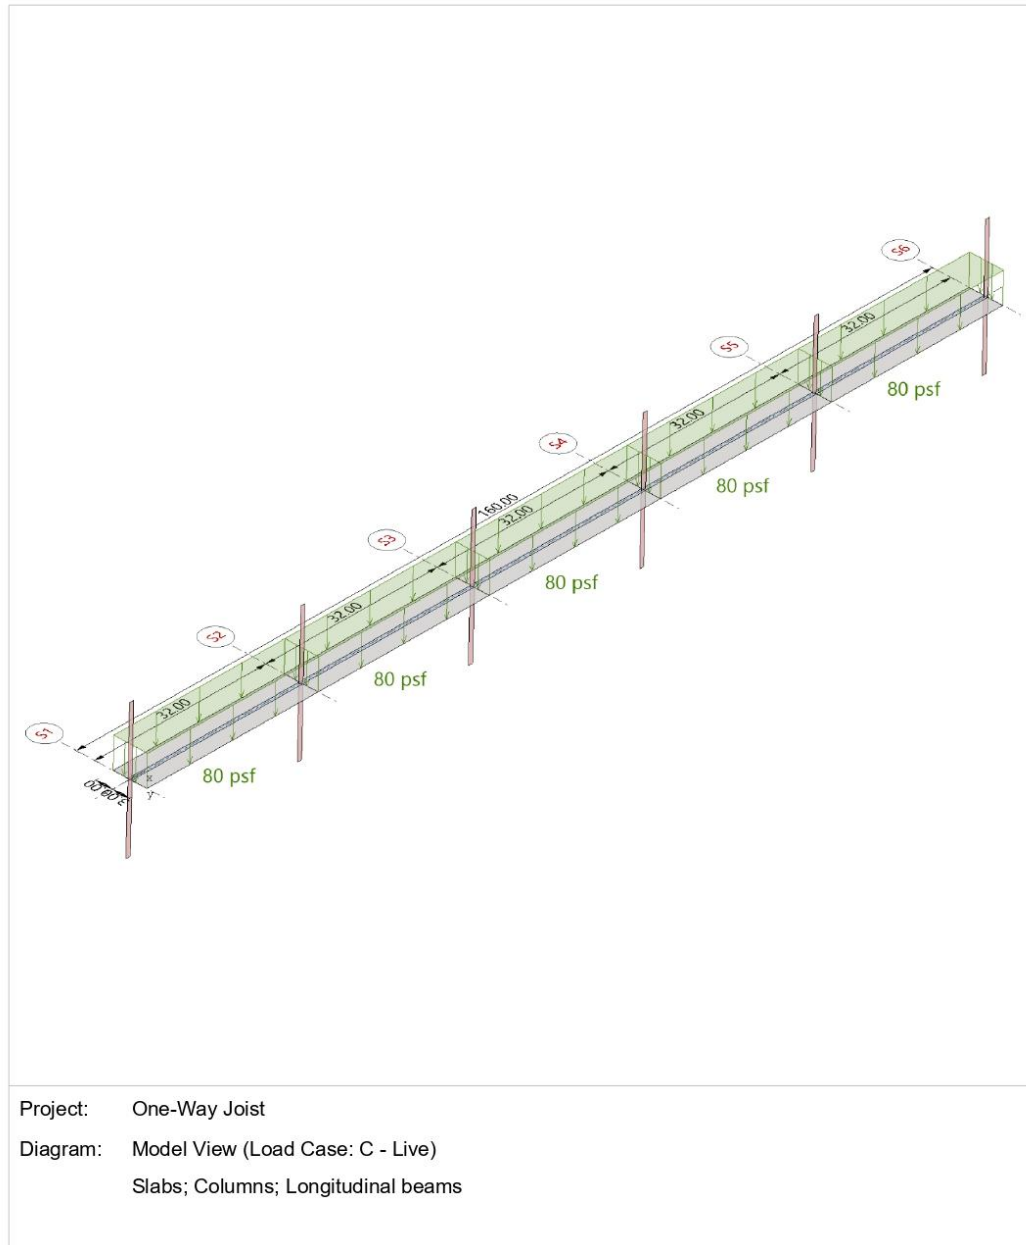 S6
32.00
S5
80 psf
32.00
S4
80 psf
160.00
32.00
S3
80 psf
32.00
S2
80 psf
32.00
S1
80 psf
x
y
Project: One-Way Joist
Diagram: Model View (Load Case: C - Live)
Slabs; Columns; Longitudinal beams